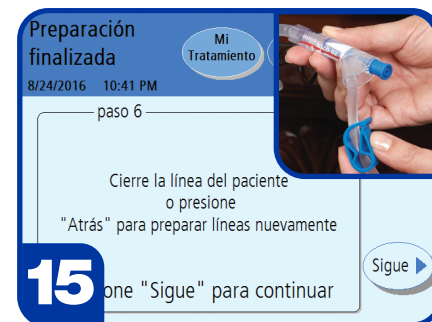 Preparación
finalizada
Mi
Tratamiento
8/24/2016 10:41 PM
paso 6
Cierre la línea del paciente
o presione
"Atrás" para preparar líneas nuevamente
Sigue
15
one "Sigue" para continuar